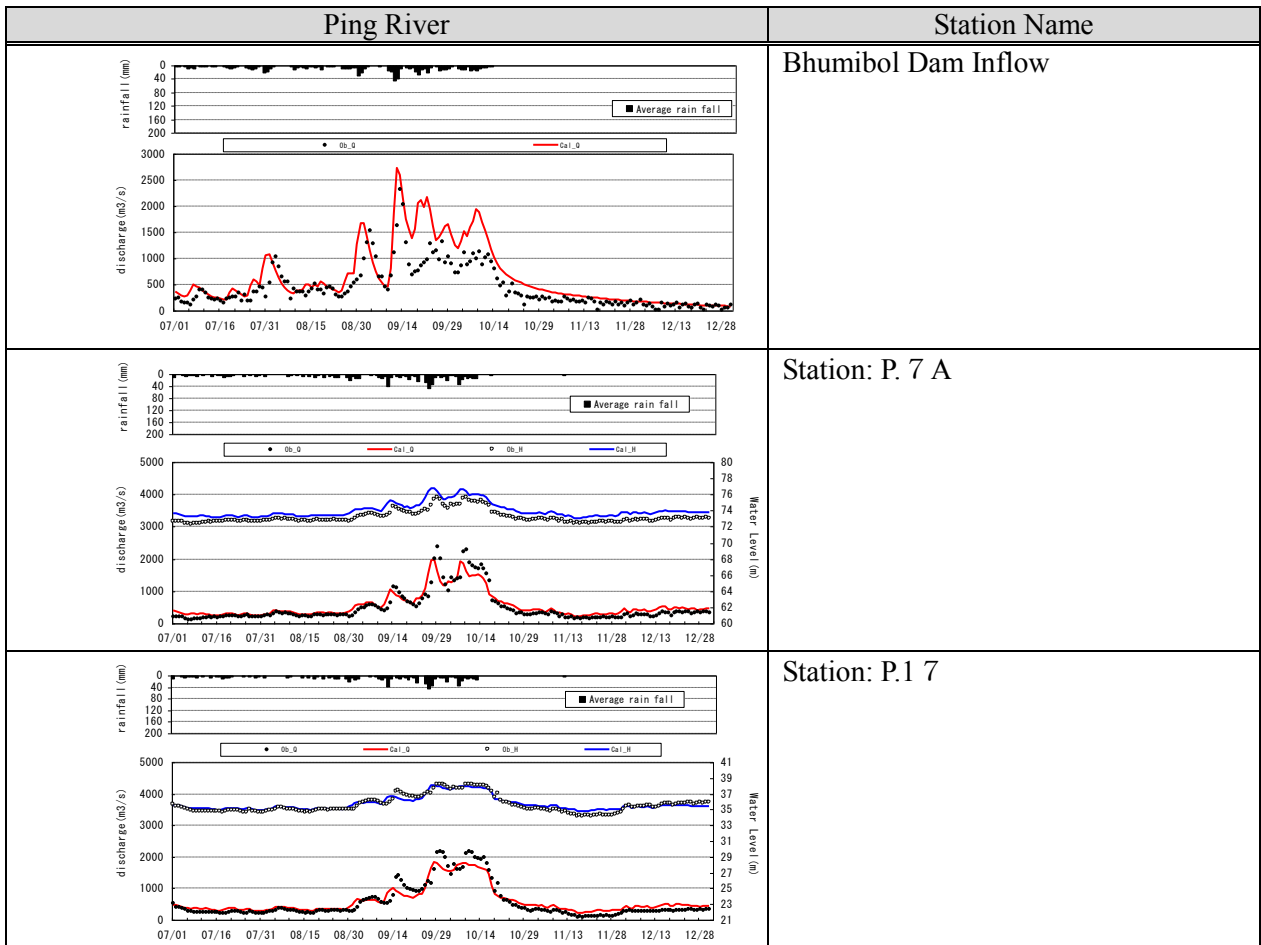 Ping River
Station Name
Bhumibol Dam Inflow
rainfall (mm)
0
40
80
120
160
200
Average rain fall
Ob_Q
Cal_Q
discharge (m3/s)
3000
2500
2000
1500
1000
500
0
07/01 07/16 07/31 08/15 08/30 09/14 09/29 10/14 10/29 11/13 11/28 12/13 12/28
Station: P. 7 A
rainfall (mm)
0
40
80
120
160
200
Average rain fall
Ob_Q
Cal_Q
Ob_H
Cal_H
discharge (m3/s)
5000
4000
3000
2000
1000
0
80
78
76
74
72
70
68
66
64
62
60
Water Level (m)
07/01 07/16 07/31 08/15 08/30 09/14 09/29 10/14 10/29 11/13 11/28 12/13 12/28
Station: P.1 7
rainfall (mm)
0
40
80
120
160
200
Average rain fall
Ob_Q
Cal_Q
Ob_H
Cal_H
discharge (m3/s)
5000
4000
3000
2000
1000
0
41
39
37
35
33
31
29
27
25
23
21
Water Level (m)
07/01 07/16 07/31 08/15 08/30 09/14 09/29 10/14 10/29 11/13 11/28 12/13 12/28